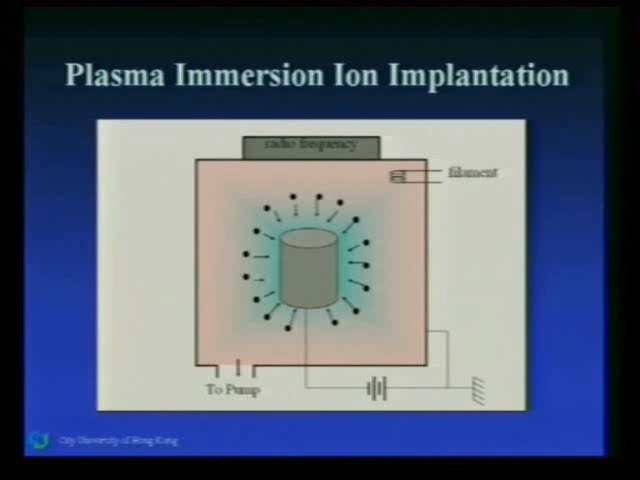 Plasma Immersion Ion Implantation
radio frequency
filament
To Pump
City University of Hong Kong